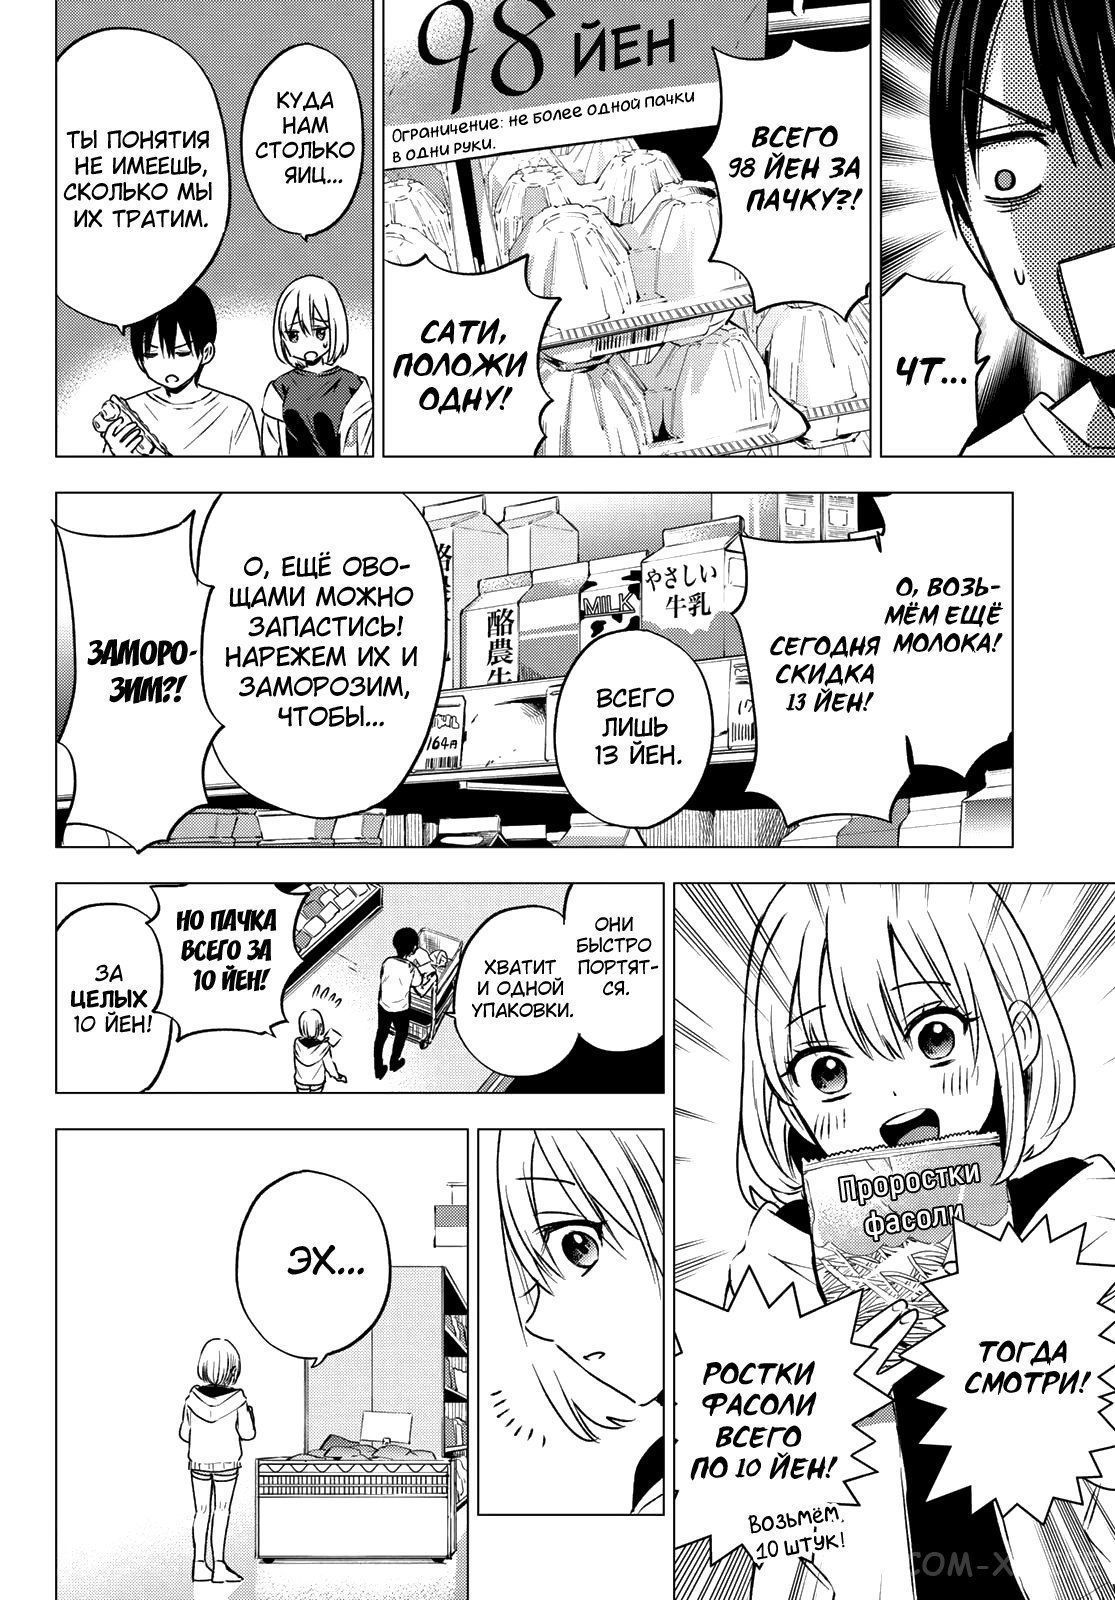 ЧТ...
98 ЙЕН
Ограничение: не более одной пачки
в одни руки.
ВСЕГО
98 ЙЕН ЗА
ПАЧКУ?!
САТИ,
ПОЛОЖИ
ОДНУ!
КУДА
НАМ
СТОЛЬКО
ЯИЦ...
ТЫ ПОНЯТИЯ
НЕ ИМЕЕШЬ,
СКОЛЬКО МЫ
ИХ ТРАТИМ.
О, ВОЗЬ-
МЁМ ЕЩЁ
МОЛОКА!
СЕГОДНЯ
СКИДКА
13 ЙЕН!
やさしい
牛乳
MILK
酪農牛
164円
ВСЕГО
ЛИШЬ
13 ЙЕН.
О, ЕЩЁ ОВО-
ЩАМИ МОЖНО
ЗАПАСТИСЬ!
НАРЕЖЕМ ИХ И
ЗАМОРОЗИМ,
ЧТОБЫ...
ЗАМОРО-
ЗИМ?!
Проростки
фасоли
ТОГДА
СМОТРИ!
РОСТКИ
ФАСОЛИ
ВСЕГО
ПО 10 ЙЕН!
Возьмём
10 штук!
ОНИ
БЫСТРО
ПОРТЯТ-
СЯ.
ХВАТИТ
И ОДНОЙ
УПАКОВКИ.
НО ПАЧКА
ВСЕГО ЗА
10 ЙЕН!
ЗА
ЦЕЛЫХ
10 ЙЕН!
ЭХ...